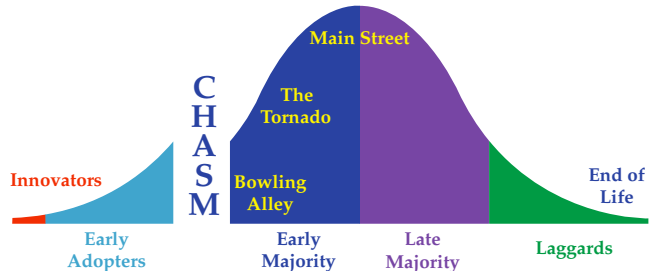 Main Street
The
Tornado
Bowling
Alley
C
H
A
S
M
Innovators
End of
Life
Early
Adopters
Early
Majority
Late
Majority
Laggards